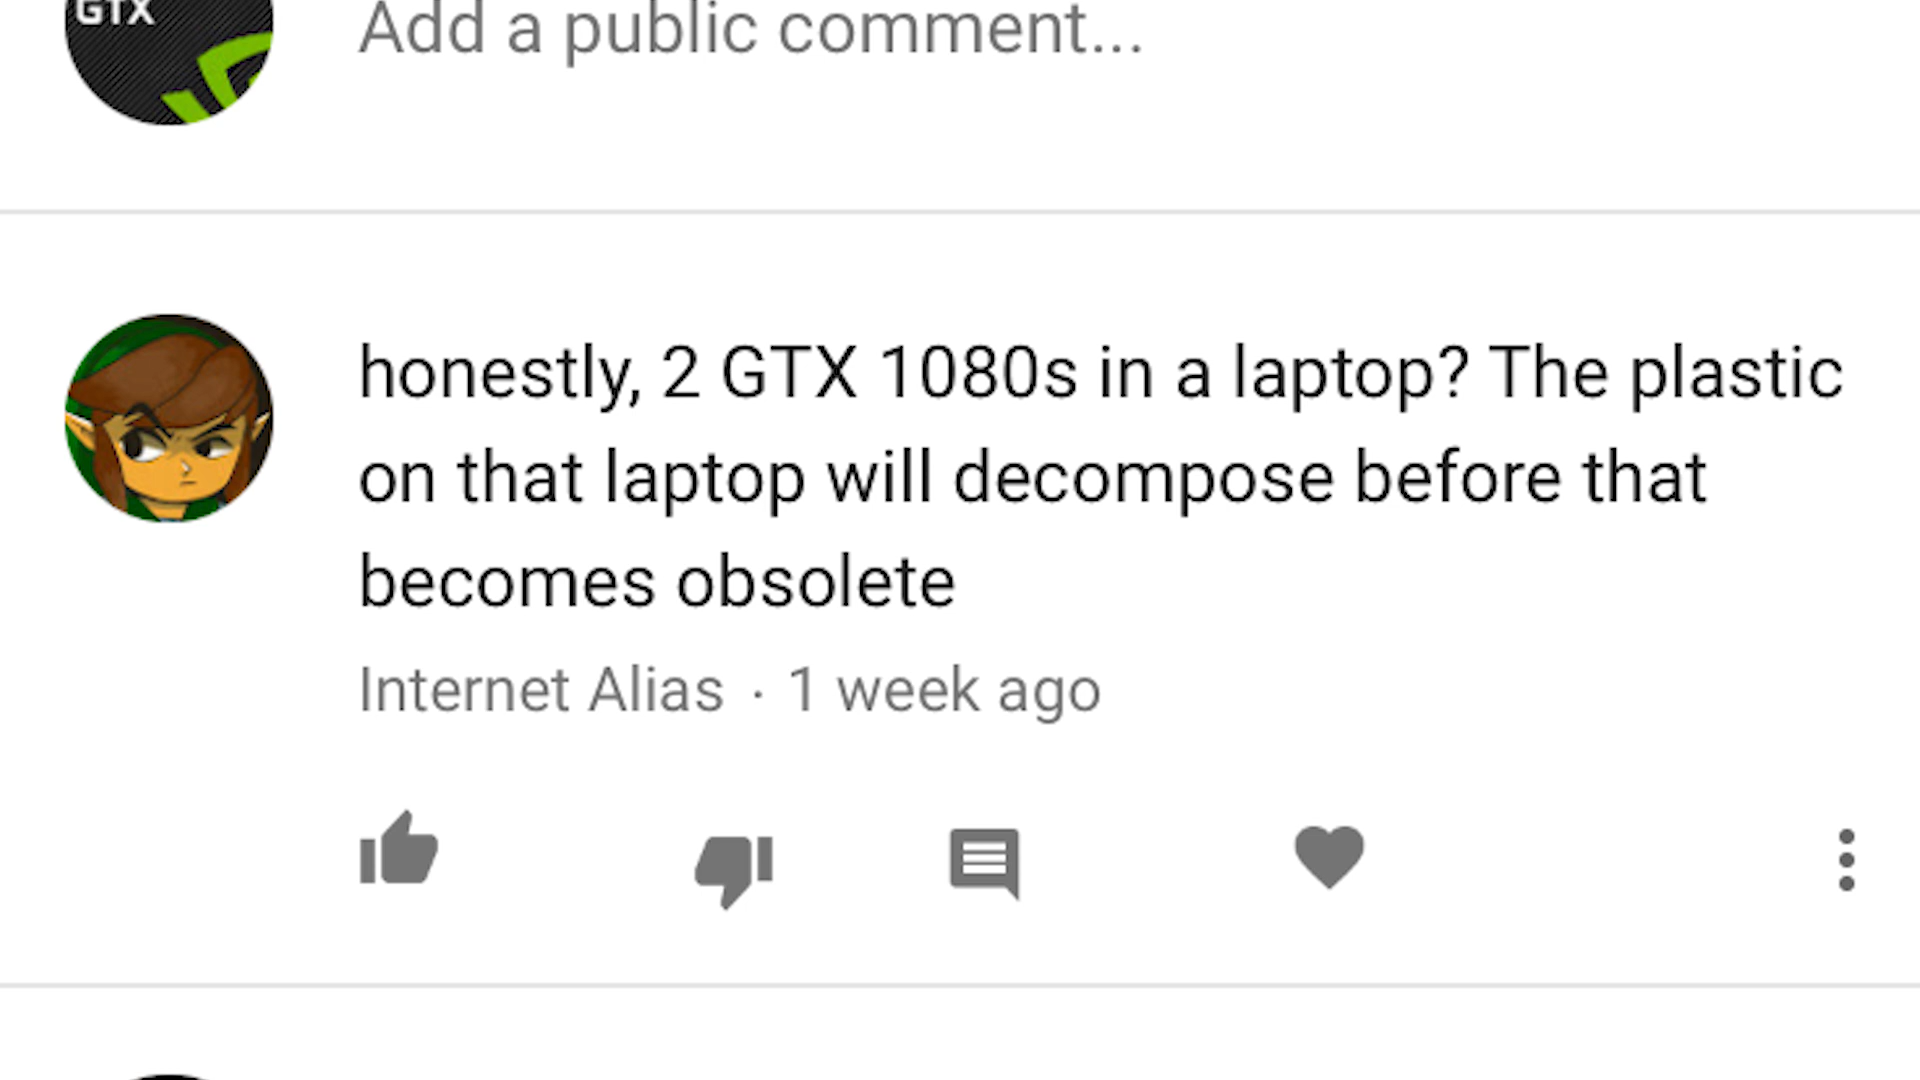 GTX
Add a public comment...
honestly, 2 GTX 1080s in a laptop? The plastic
on that laptop will decompose before that
becomes obsolete
Internet Alias · 1 week ago